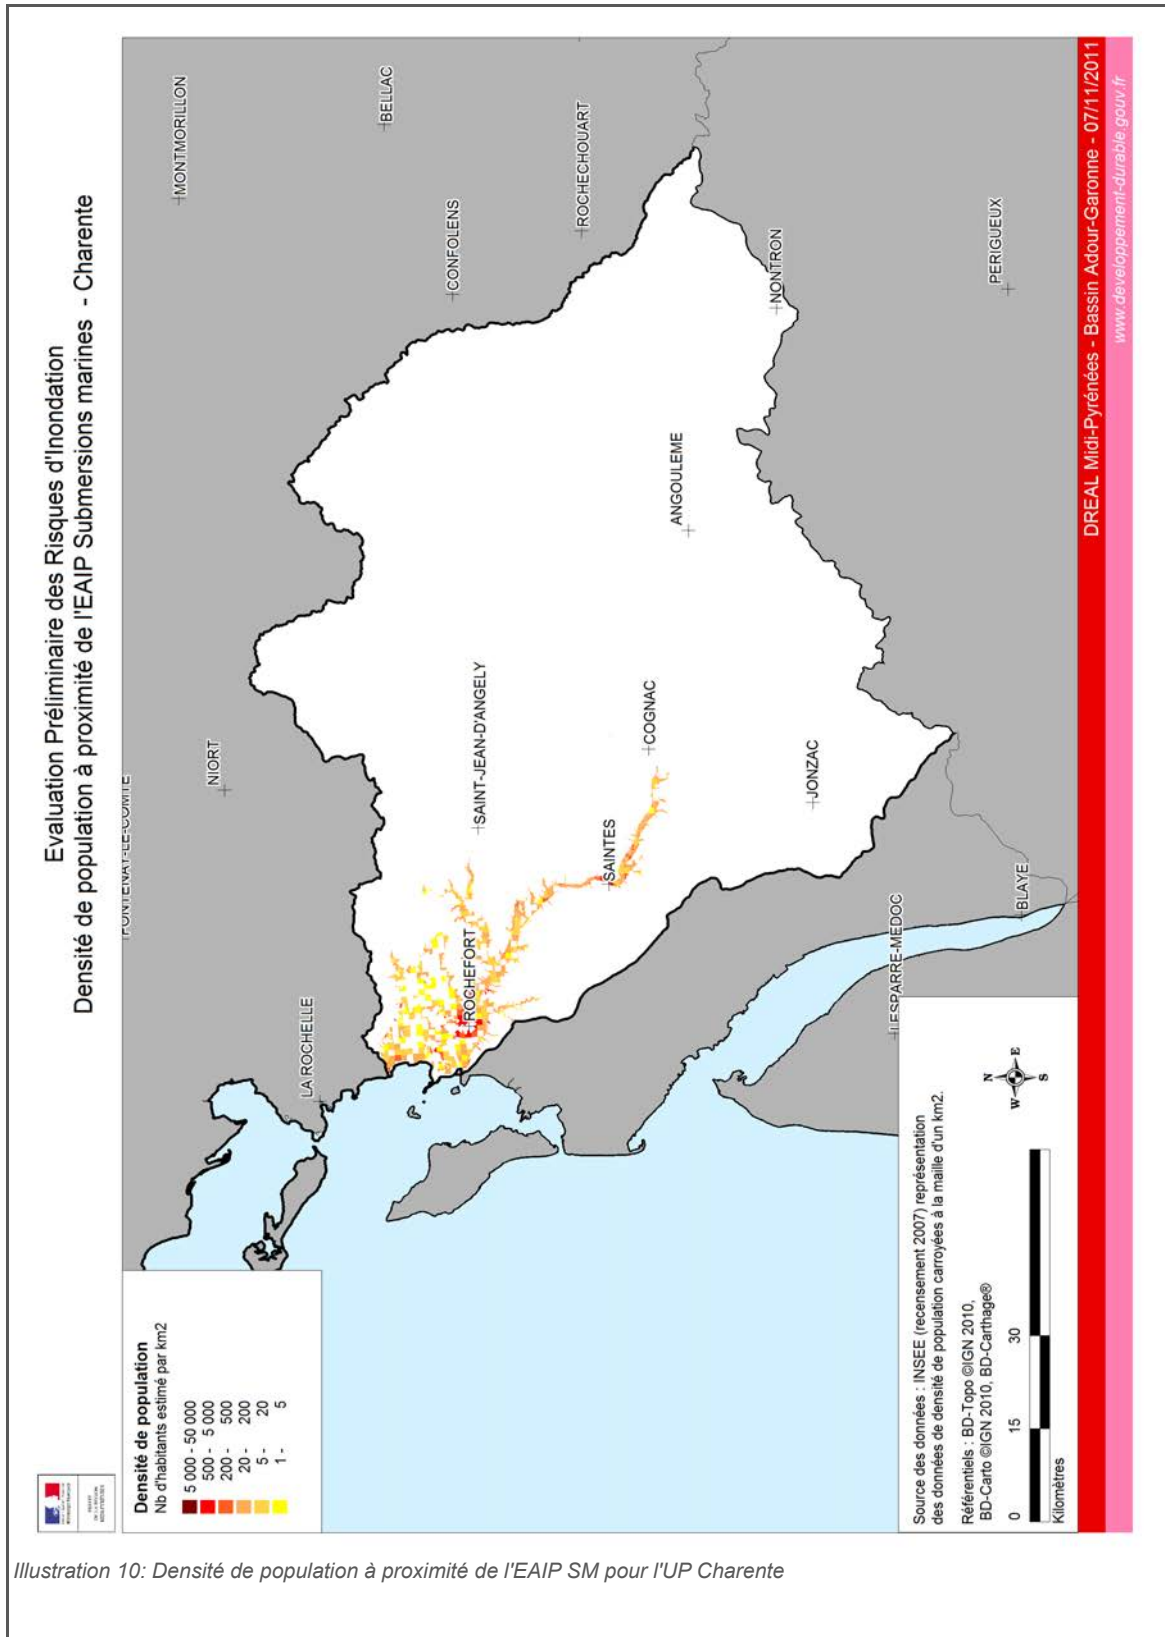 Evaluation Préliminaire des Risques d'Inondation
Densité de population à proximité de l'EAIP Submersions marines - Charente
MONTMORILLON
BELLAC
ROCHECHOUART
CONFOLENS
NONTRON
PERIGUEUX
ANGOULEME
NIORT
FONTENAY-LE-COMTE
SAINT-JEAN-D'ANGELY
COGNAC
JONZAC
SAINTES
ROCHEFORT
LA ROCHELLE
BLAYE
LESPARRE-MEDOC
Densité de population
Nb d'habitants estimé par km2
5 000 - 50 000
500 - 5 000
200 - 500
20 - 200
5 - 20
1 - 5
Source des données : INSEE (recensement 2007) représentation
des données de densité de population carroyées à la maille d'un km2.
Référentiels : BD-Topo ©IGN 2010,
BD-Carto ©IGN 2010, BD-Carthage®
0 15 30
Kilomètres
N
W E
S
DREAL Midi-Pyrénées - Bassin Adour-Garonne - 07/11/2011
www.developpement-durable.gouv.fr
Illustration 10: Densité de population à proximité de l'EAIP SM pour l'UP Charente